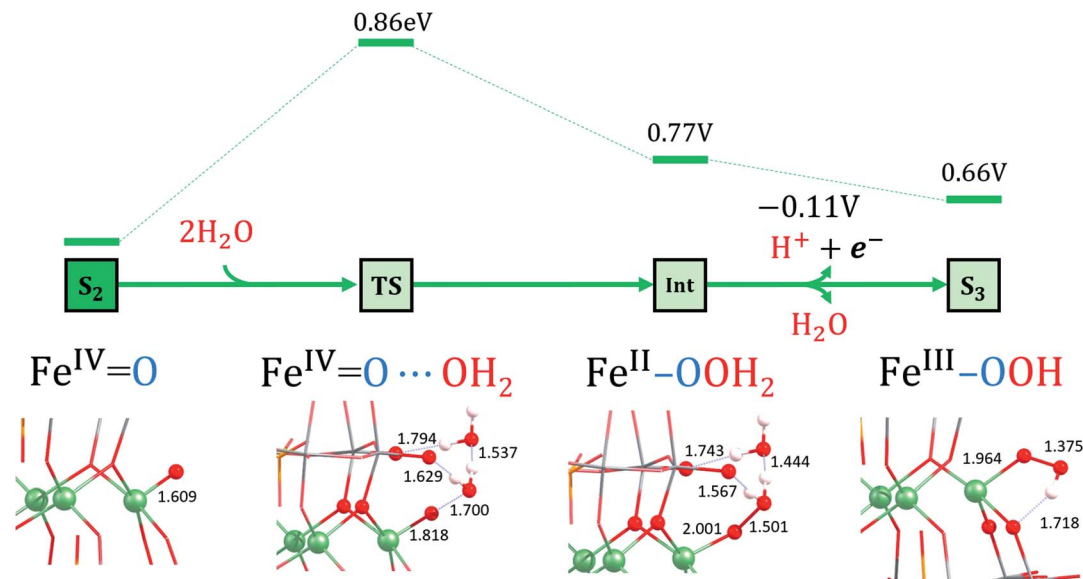 0.86eV
0.77V
0.66V
−0.11V
2H₂O
H⁺ + e⁻
S₂
TS
Int
S₃
H₂O
Feᴵⱽ=O
Feᴵⱽ=O ··· OH₂
Feᴵᴵ–OOH₂
Feᴵᴵᴵ–OOH
1.609
1.794
1.537
1.629
1.700
1.818
1.743
1.444
1.567
2.001
1.501
1.964
1.375
1.718